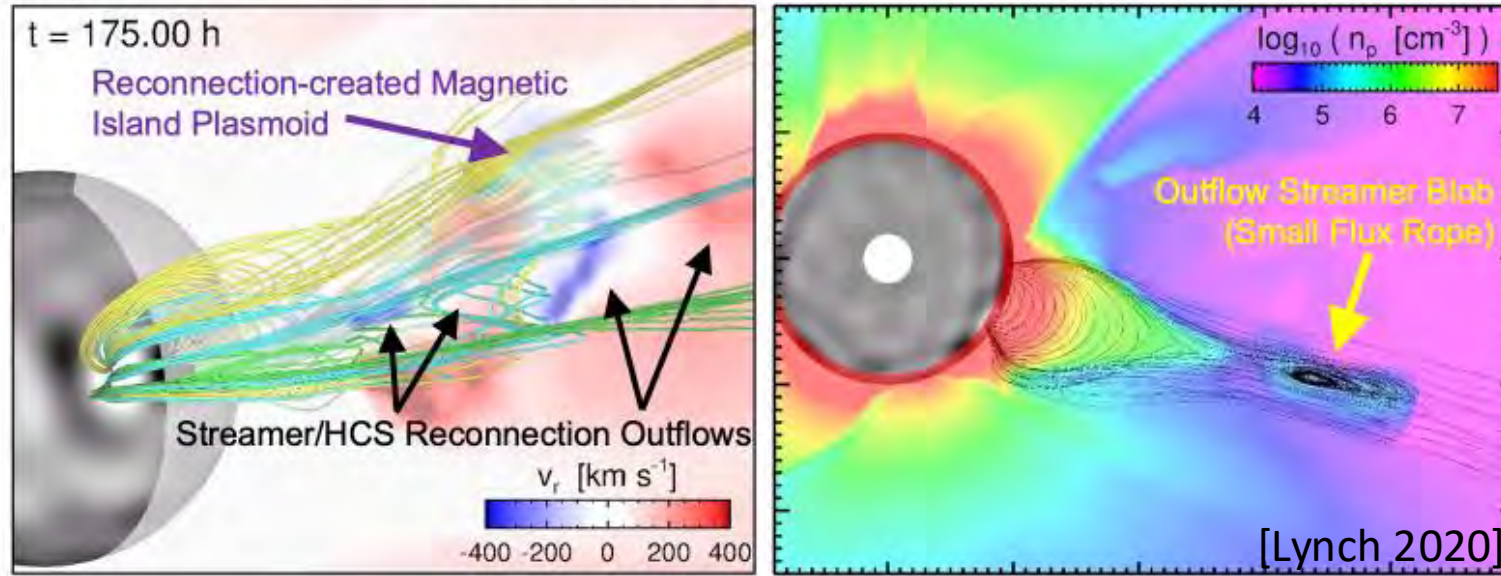 t = 175.00 h
Reconnection-created Magnetic
Island Plasmoid
Streamer/HCS Reconnection Outflows
v_r [km s⁻¹]
-400 -200 0 200 400
log₁₀ ( n_p [cm⁻³] )
4 5 6 7
Outflow Streamer Blob
(Small Flux Rope)
[Lynch 2020]